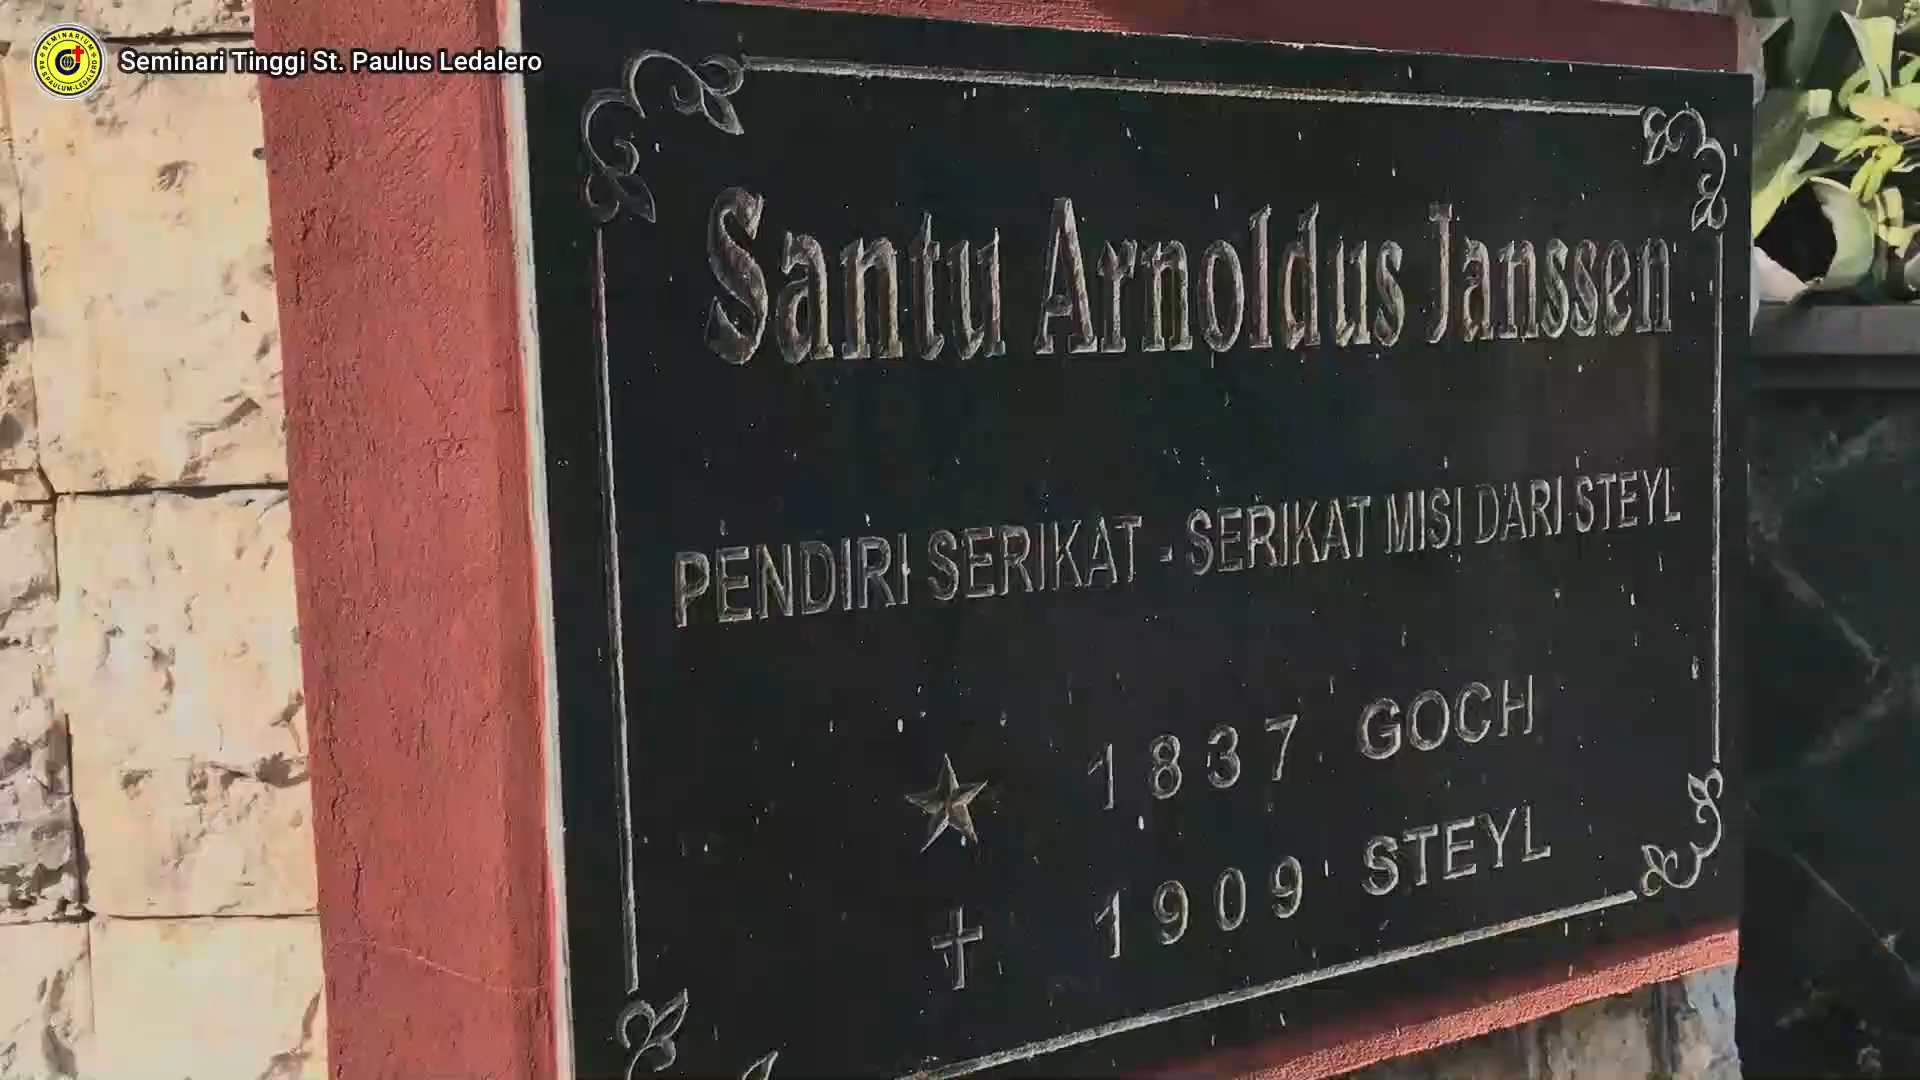 Seminari Tinggi St. Paulus Ledalero
Santu Arnoldus Janssen
PENDIRI SERIKAT - SERIKAT MISI DARI STEYL
1837 GOCH
1909 STEYL